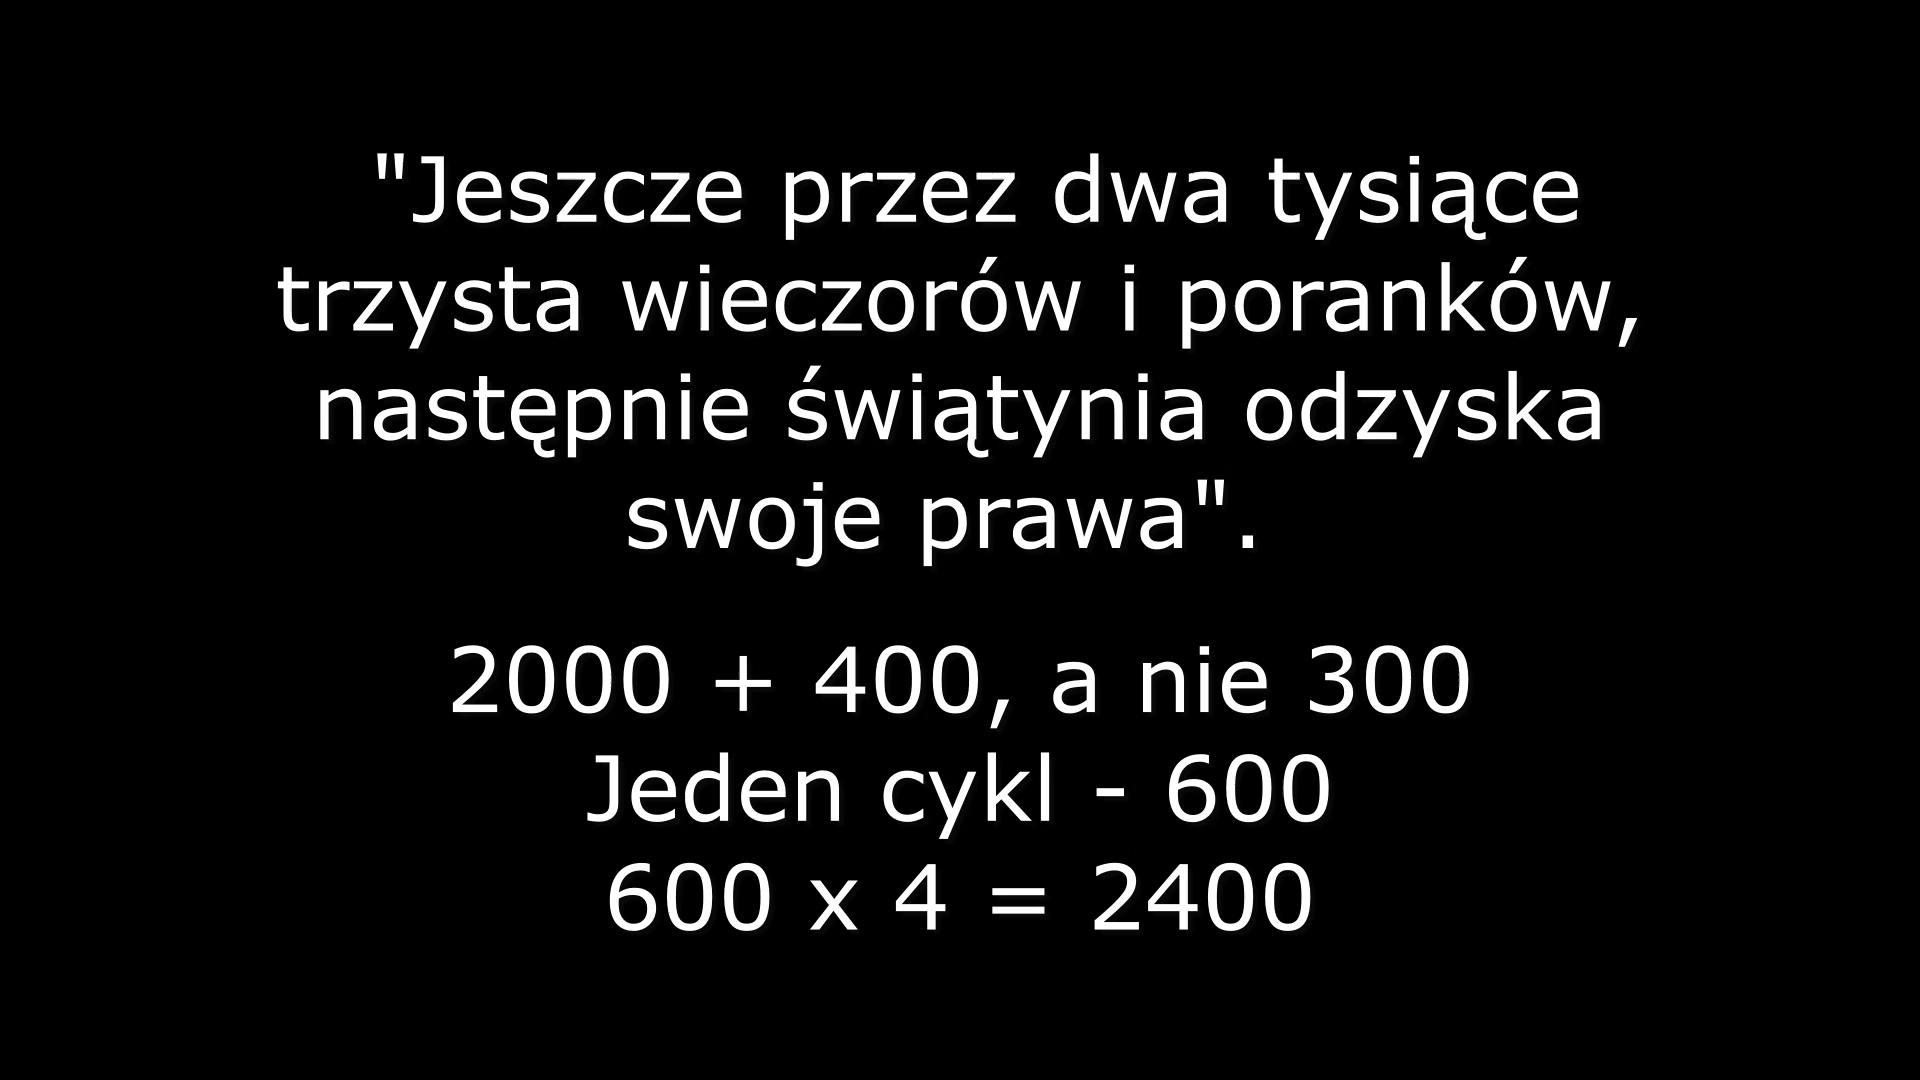 "Jeszcze przez dwa tysiące
trzysta wieczorów i poranków,
następnie świątynia odzyska
swoje prawa".
2000 + 400, a nie 300
Jeden cykl - 600
600 x 4 = 2400